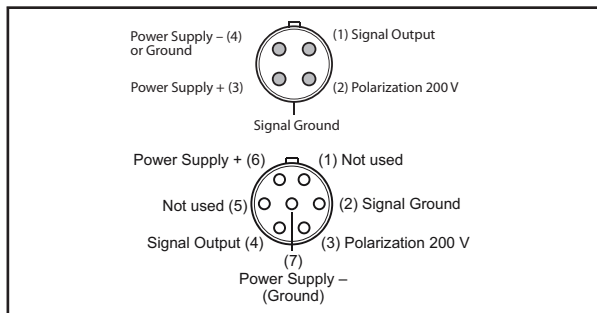 Power Supply – (4)
or Ground
(1) Signal Output
Power Supply + (3)
(2) Polarization 200 V
Signal Ground
Power Supply + (6)
(1) Not used
Not used (5)
(2) Signal Ground
Signal Output (4)
(3) Polarization 200 V
(7)
Power Supply –
(Ground)